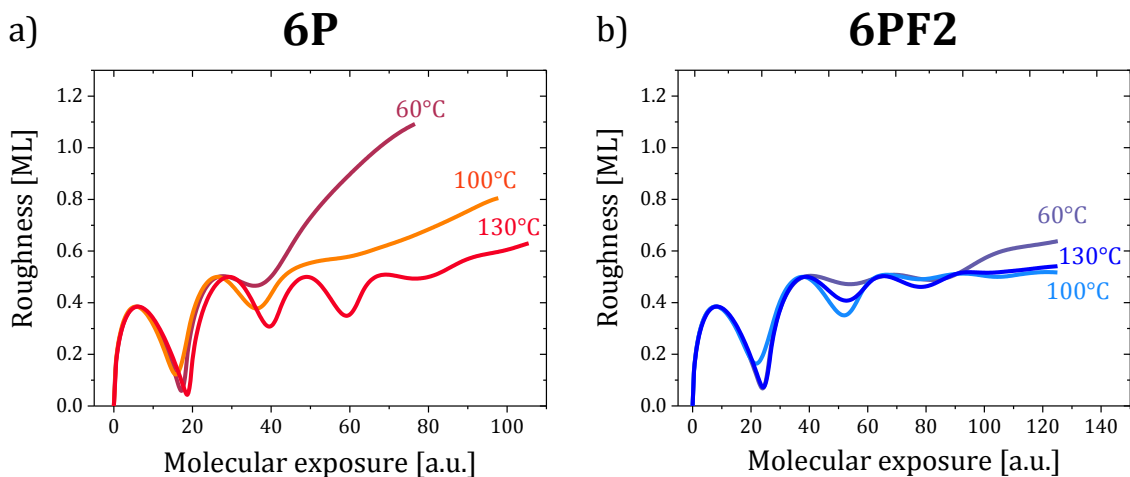 a)
6P
Roughness [ML]
1.2
1.0
0.8
0.6
0.4
0.2
0.0
60°C
100°C
130°C
0 20 40 60 80 100
Molecular exposure [a.u.]
b)
6PF2
Roughness [ML]
1.2
1.0
0.8
0.6
0.4
0.2
0.0
60°C
130°C
100°C
0 20 40 60 80 100 120 140
Molecular exposure [a.u.]